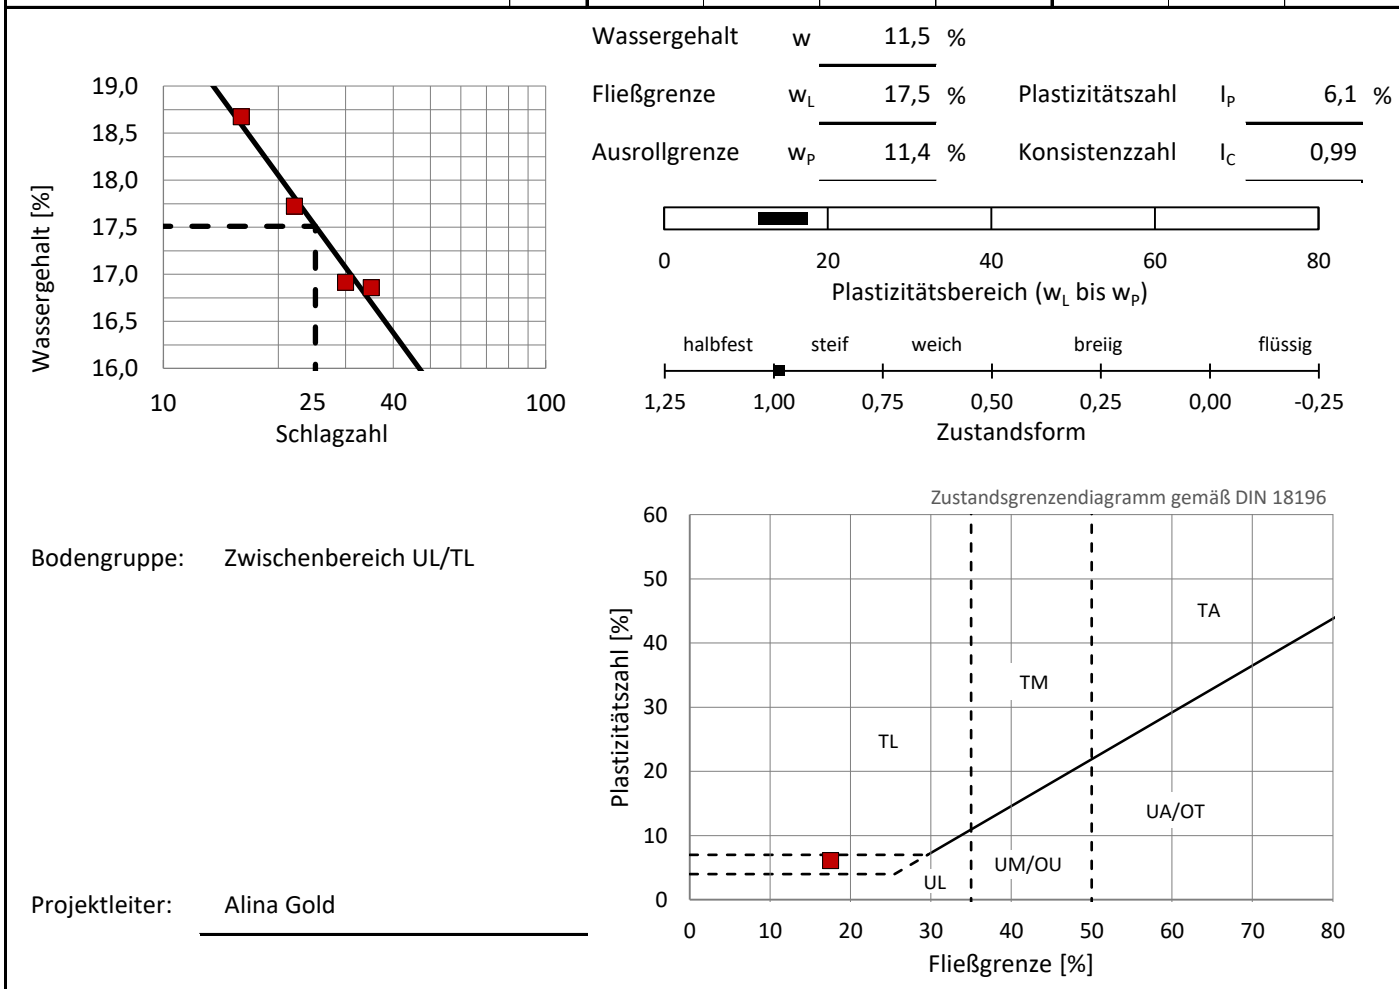 Wassergehalt w 11,5 %
Fließgrenze wL 17,5 % Plastizitätszahl IP 6,1 %
Ausrollgrenze wP 11,4 % Konsistenzzahl IC 0,99
19,0
18,5
18,0
17,5
17,0
16,5
16,0
Wassergehalt [%]
10 25 40 100
Schlagzahl
0 20 40 60 80
Plastizitätsbereich (wL bis wP)
halbfest steif weich breiig flüssig
1,25 1,00 0,75 0,50 0,25 0,00 -0,25
Zustandsform
Bodengruppe: Zwischenbereich UL/TL
Zustandsgrenzendiagramm gemäß DIN 18196
60
50
40
30
20
10
0
Plastizitätszahl [%]
TA
TM
TL
UA/OT
UM/OU
UL
0 10 20 30 40 50 60 70 80
Fließgrenze [%]
Projektleiter: Alina Gold